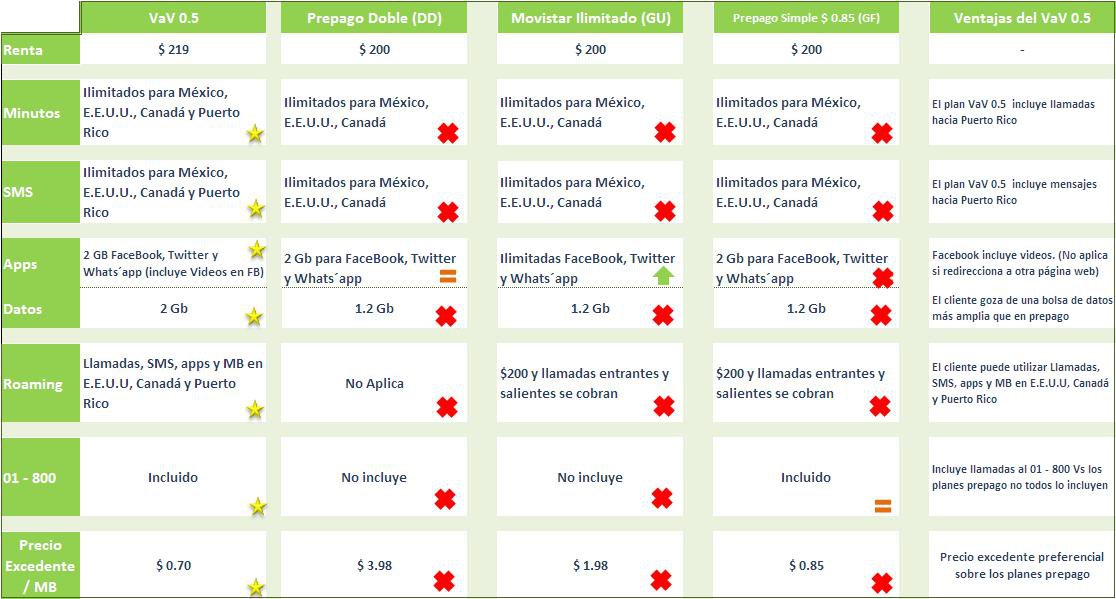 VaV 0.5
Prepago Doble (DD)
Movistar Ilimitado (GU)
Prepago Simple $ 0.85 (GF)
Ventajas del VaV 0.5
Renta
$ 219
$ 200
$ 200
$ 200
-
Minutos
Ilimitados para México,
E.E.U.U., Canadá y Puerto
Rico
Ilimitados para México,
E.E.U.U., Canadá
Ilimitados para México,
E.E.U.U., Canadá
Ilimitados para México,
E.E.U.U., Canadá
El plan VaV 0.5 incluye llamadas
hacia Puerto Rico
SMS
Ilimitados para México,
E.E.U.U., Canadá y Puerto
Rico
Ilimitados para México,
E.E.U.U., Canadá
Ilimitados para México,
E.E.U.U., Canadá
Ilimitados para México,
E.E.U.U., Canadá
El plan VaV 0.5 incluye mensajes
hacia Puerto Rico
Apps
2 GB FaceBook, Twitter y
Whats´app (incluye Videos en FB)
2 Gb para FaceBook, Twitter
y Whats´app
Ilimitadas FaceBook, Twitter
y Whats´app
2 Gb para FaceBook, Twitter
y Whats´app
Facebook incluye videos. (No aplica
si redirecciona a otra página web)
Datos
2 Gb
1.2 Gb
1.2 Gb
1.2 Gb
El cliente goza de una bolsa de datos
más amplia que en prepago
Roaming
Llamadas, SMS, apps y MB en
E.E.U.U, Canadá y Puerto
Rico
No Aplica
$200 y llamadas entrantes y
salientes se cobran
$200 y llamadas entrantes y
salientes se cobran
El cliente puede utilizar Llamadas,
SMS, apps y MB en E.E.U.U, Canadá
y Puerto Rico
01 - 800
Incluido
No incluye
No incluye
Incluido
Incluye llamadas al 01 - 800 Vs los
planes prepago no todos lo incluyen
Precio
Excedente
/ MB
$ 0.70
$ 3.98
$ 1.98
$ 0.85
Precio excedente preferencial
sobre los planes prepago